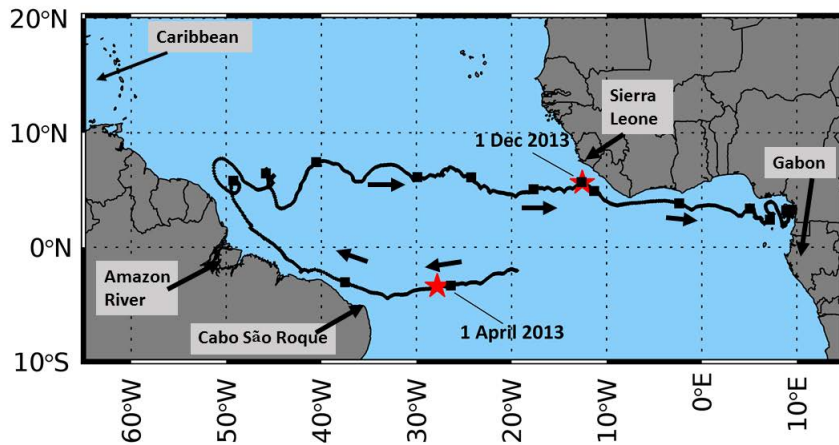 20°N
10°N
0°N
10°S
Caribbean
Sierra
Leone
1 Dec 2013
Gabon
Amazon
River
Cabo São Roque
1 April 2013
60°W
50°W
40°W
30°W
20°W
10°W
0°E
10°E